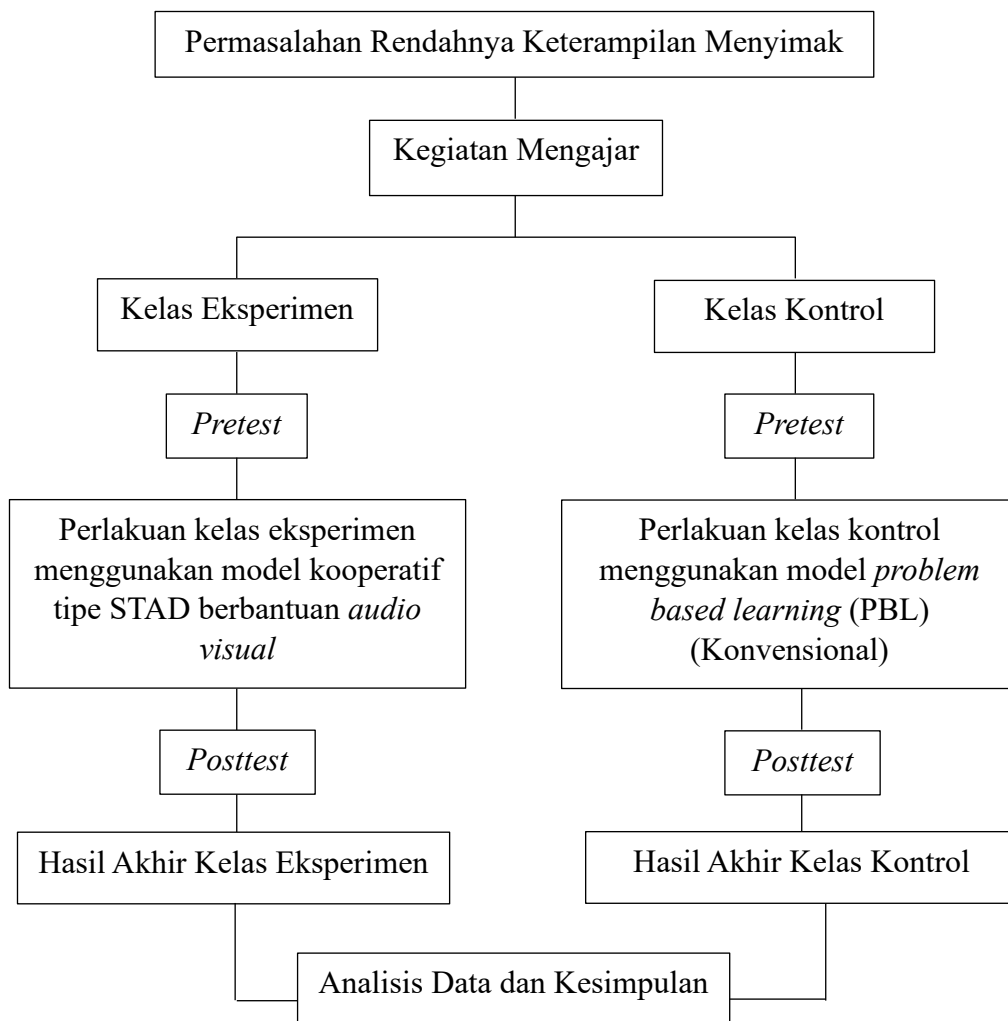 Permasalahan Rendahnya Keterampilan Menyimak
Kegiatan Mengajar
Kelas Eksperimen
Kelas Kontrol
Pretest
Pretest
Perlakuan kelas eksperimen
menggunakan model kooperatif
tipe STAD berbantuan audio
visual
Perlakuan kelas kontrol
menggunakan model problem
based learning (PBL)
(Konvensional)
Posttest
Posttest
Hasil Akhir Kelas Eksperimen
Hasil Akhir Kelas Kontrol
Analisis Data dan Kesimpulan